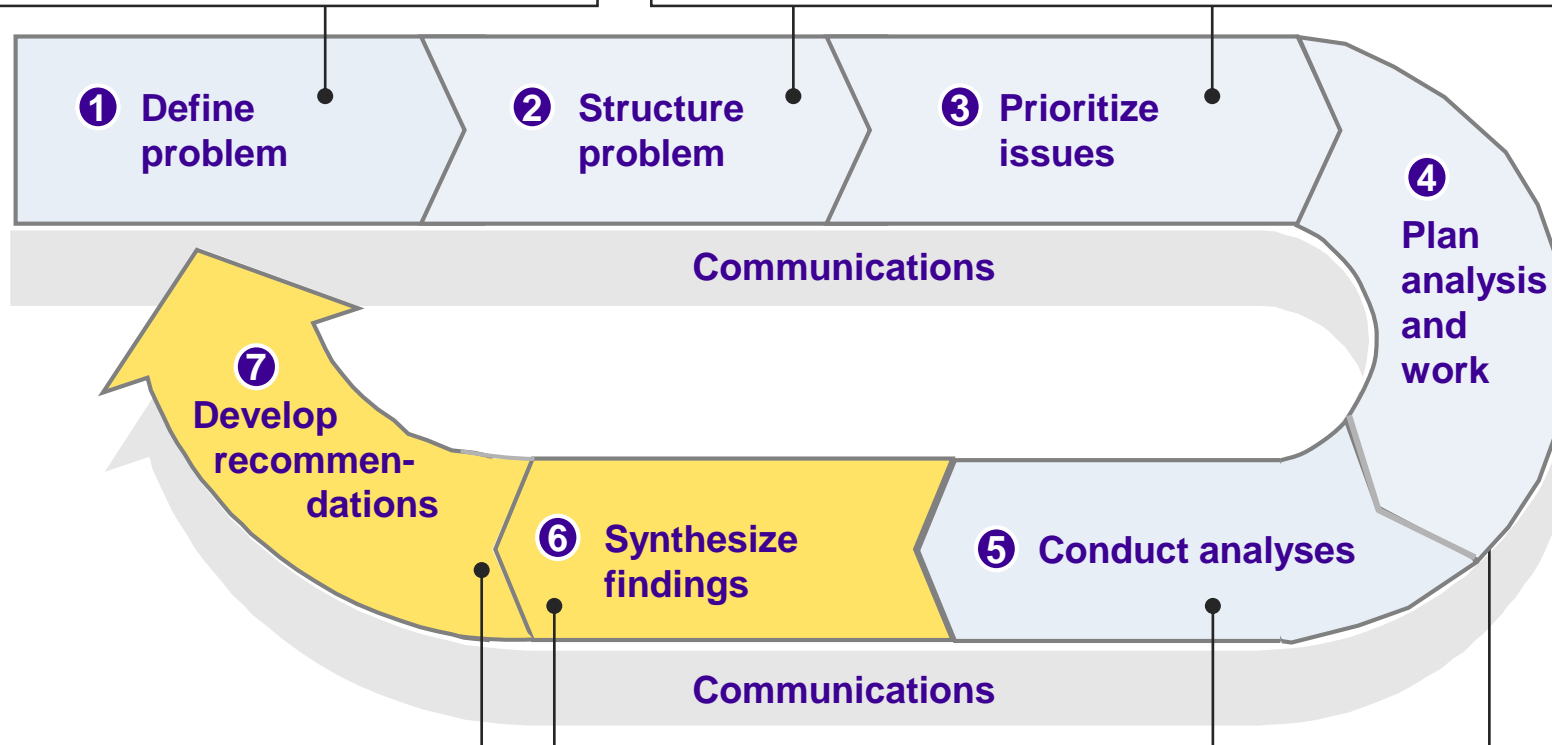 1 Define
problem
2 Structure
problem
3 Prioritize
issues
4
Plan
analysis
and
work
Communications
7
Develop
recommen-
dations
6 Synthesize
findings
5 Conduct analyses
Communications